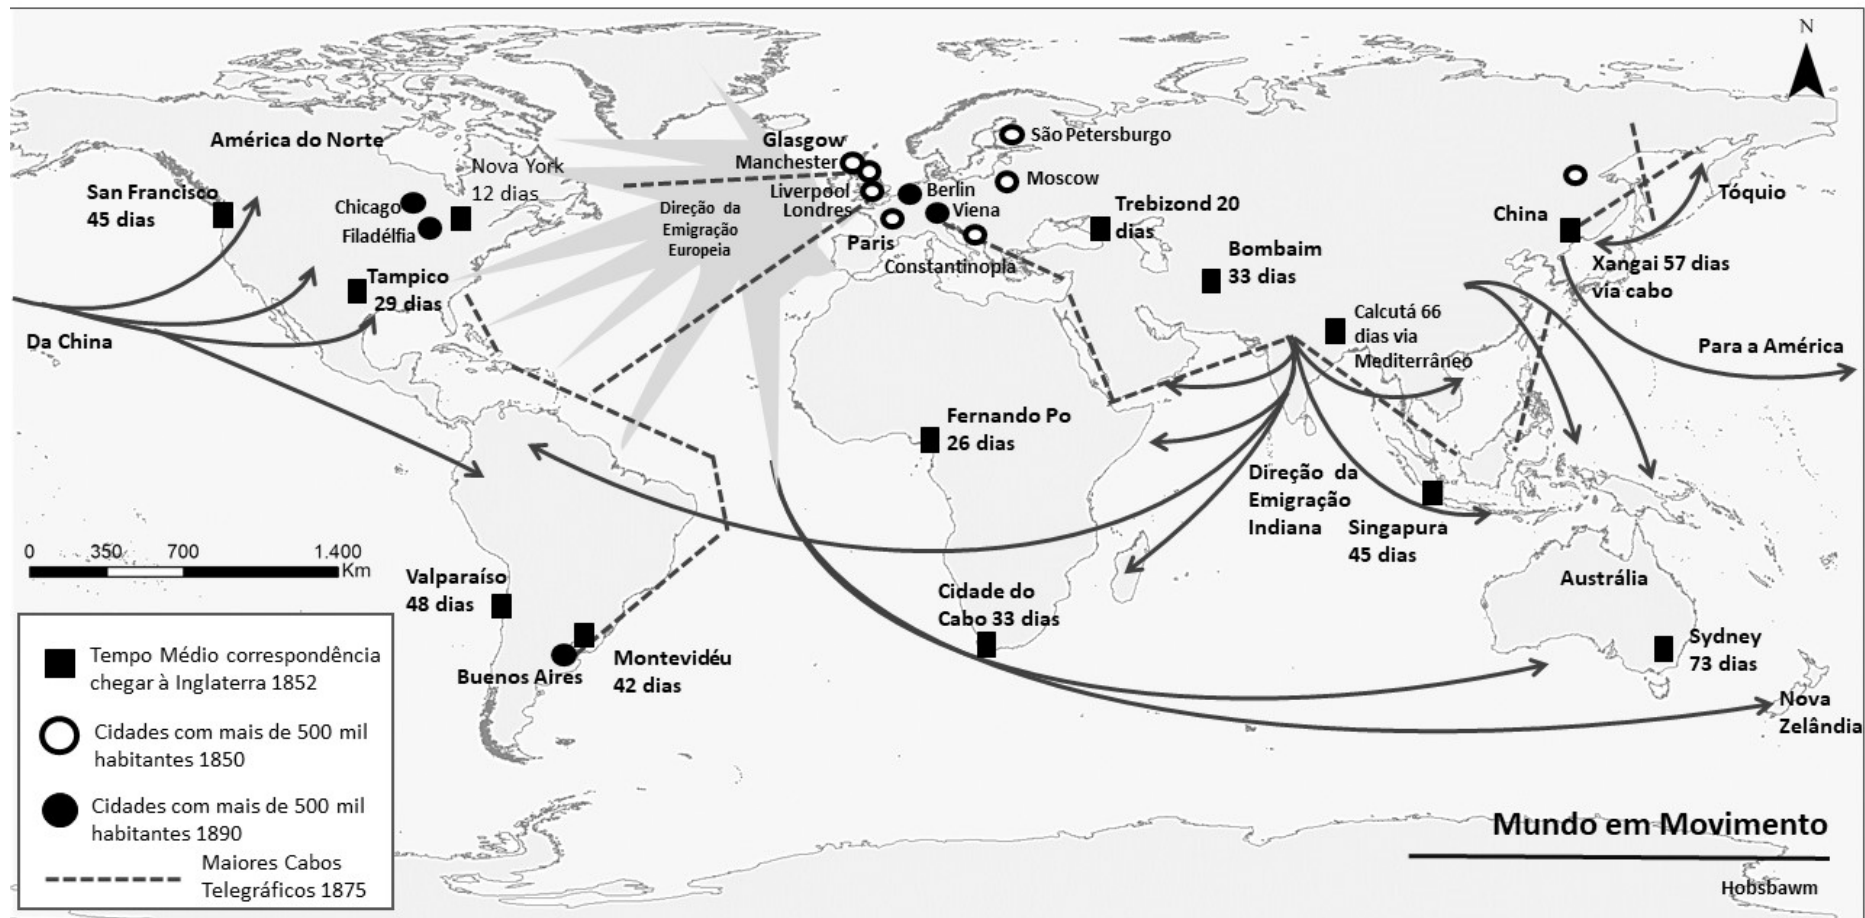 N
América do Norte
Nova York
12 dias
San Francisco
45 dias
Chicago
Filadélfia
Tampico
29 dias
Da China
Glasgow
Manchester
Liverpool
Londres
Direção da
Emigração
Europeia
Paris
Berlin
Viena
Constantinopla
São Petersburgo
Moscow
Trebizond 20
dias
Bombaim
33 dias
Calcutá 66
dias via
Mediterrâneo
China
Tóquio
Xangai 57 dias
via cabo
Para a América
Fernando Po
26 dias
Direção da
Emigração
Indiana
Singapura
45 dias
Cidade do
Cabo 33 dias
Austrália
Sydney
73 dias
Nova
Zelândia
Valparaíso
48 dias
Buenos Aires
Montevidéu
42 dias
0 350 700 1.400
Km
Tempo Médio correspondência
chegar à Inglaterra 1852
Cidades com mais de 500 mil
habitantes 1850
Cidades com mais de 500 mil
habitantes 1890
Maiores Cabos
Telegráficos 1875
Mundo em Movimento
Hobsbawm